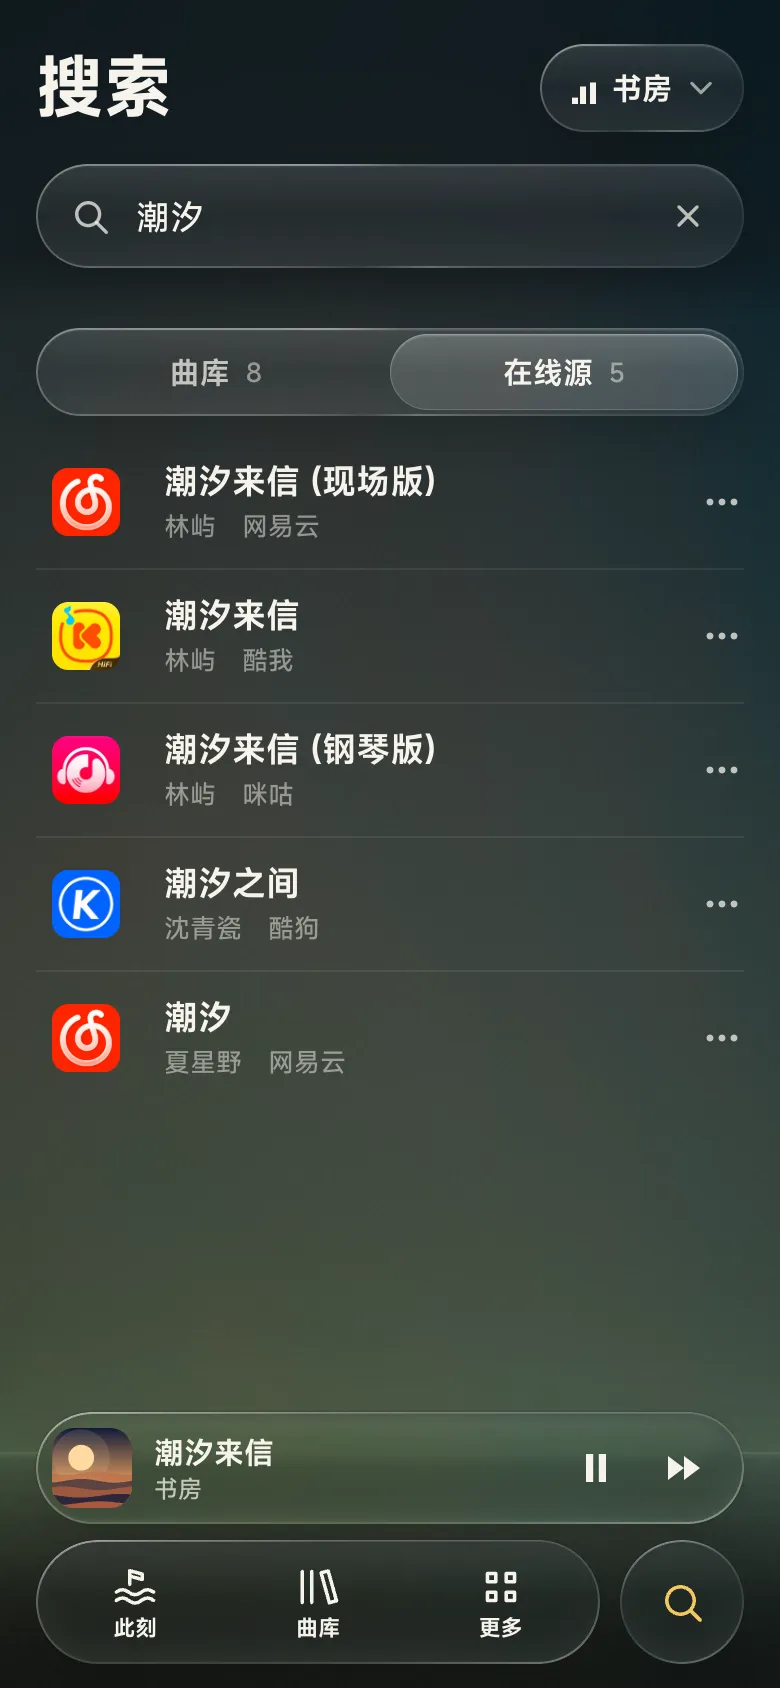 搜索
书房
潮汐
曲库 8
在线源 5
潮汐来信 (现场版)
林屿 网易云
潮汐来信
林屿 酷我
HiFi
潮汐来信 (钢琴版)
林屿 咪咕
潮汐之间
沈青瓷 酷狗
潮汐
夏星野 网易云
潮汐来信
书房
此刻
曲库
更多